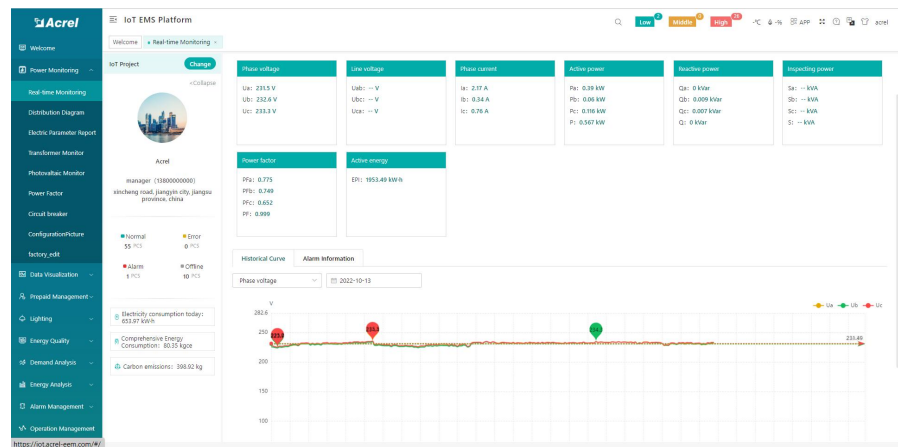 Acrel
IoT EMS Platform
Low
Middle
High
28
-℃
-%
APP
acrel
Welcome
Real-time Monitoring
Welcome
Power Monitoring
Real-time Monitoring
Distribution Diagram
Electric Parameter Report
Transformer Monitor
Photovoltaic Monitor
Power Factor
Circuit breaker
ConfigurationPicture
factory_edit
Data Visualization
Prepaid Management
Lighting
Energy Quality
Demand Analysis
Energy Analysis
Alarm Management
Operation Management
https://iot.acrel-eem.com/#/
IoT Project
Change
<Collapse
Acrel
manager (13800000000)
xincheng road, jiangyin city, jiangsu
province, china
Normal
55 PCS
Error
0 PCS
Alarm
1 PCS
Offline
10 PCS
Electricity consumption today:
653.97 kW·h
Comprehensive Energy
Consumption: 80.35 kgce
Carbon emissions: 398.92 kg
Phase voltage
Ua: 231.5 V
Ub: 232.6 V
Uc: 233.3 V
Line voltage
Uab: -- V
Ubc: -- V
Uca: -- V
Phase current
Ia: 2.17 A
Ib: 0.34 A
Ic: 0.76 A
Active power
Pa: 0.39 kW
Pb: 0.06 kW
Pc: 0.116 kW
P: 0.567 kW
Reactive power
Qa: 0 kVar
Qb: 0.009 kVar
Qc: 0.007 kVar
Q: 0 kVar
Inspecting power
Sa: -- kVA
Sb: -- kVA
Sc: -- kVA
S: -- kVA
Power factor
PFa: 0.775
PFb: 0.749
PFc: 0.652
PF: 0.999
Active energy
EPI: 1953.49 kW·h
Historical Curve
Alarm Information
Phase voltage
2022-10-13
Ua
Ub
Uc
V
282.6
250
200
150
100
233.49